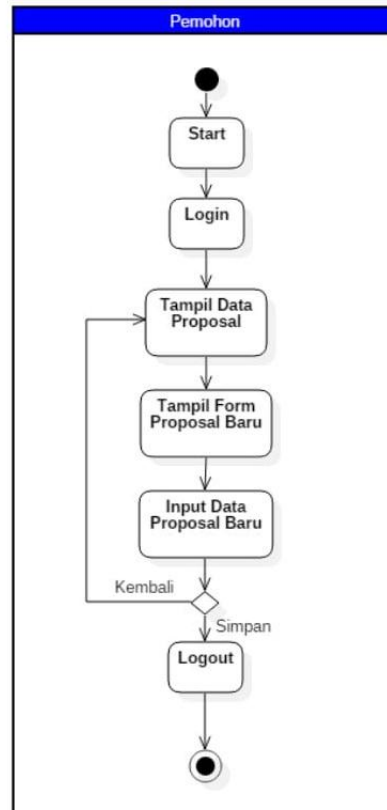 Pemohon
Start
Login
Tampil Data
Proposal
Tampil Form
Proposal Baru
Input Data
Proposal Baru
Kembali
Simpan
Logout